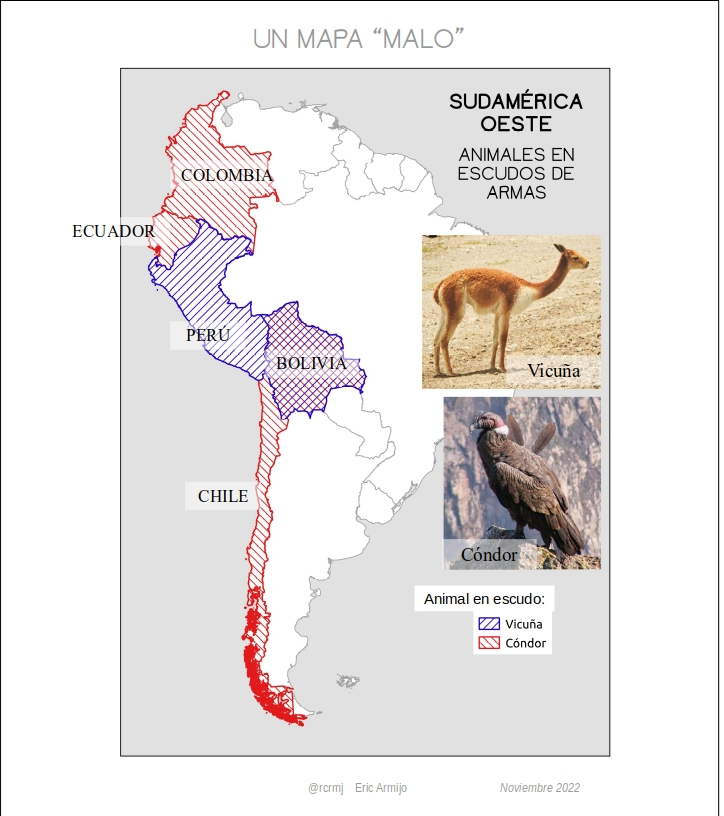 UN MAPA “MALO”
SUDAMÉRICA
OESTE
ANIMALES EN
ESCUDOS DE
ARMAS
COLOMBIA
ECUADOR
PERÚ
BOLIVIA
Vicuña
CHILE
Cóndor
Animal en escudo:
Vicuña
Cóndor
@rcrmj Eric Armijo
Noviembre 2022